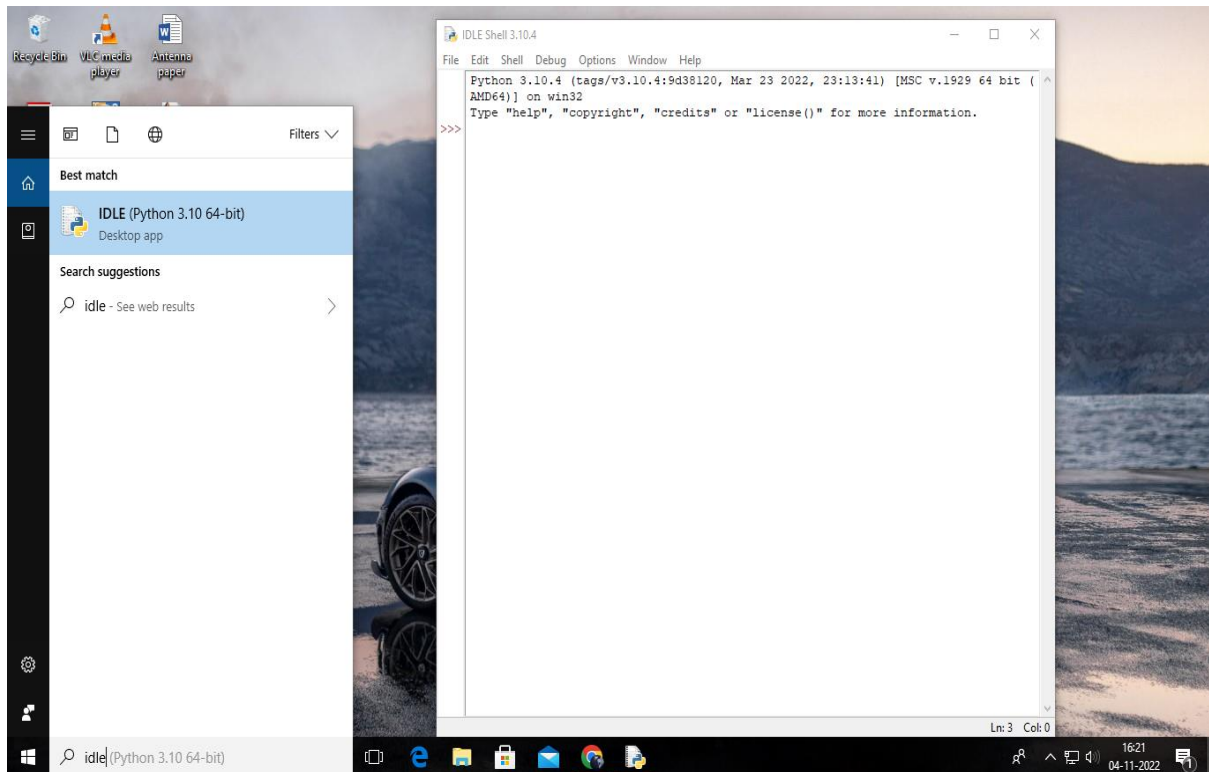 Recycle Bin
VLC media
player
Antenna
paper
Filters
Best match
IDLE (Python 3.10 64-bit)
Desktop app
Search suggestions
idle - See web results
idle (Python 3.10 64-bit)
IDLE Shell 3.10.4
File Edit Shell Debug Options Window Help
Python 3.10.4 (tags/v3.10.4:9d38120, Mar 23 2022, 23:13:41) [MSC v.1929 64 bit (
AMD64)] on win32
Type "help", "copyright", "credits" or "license()" for more information.
>>>
Ln: 3 Col: 0
16:21
04-11-2022
1